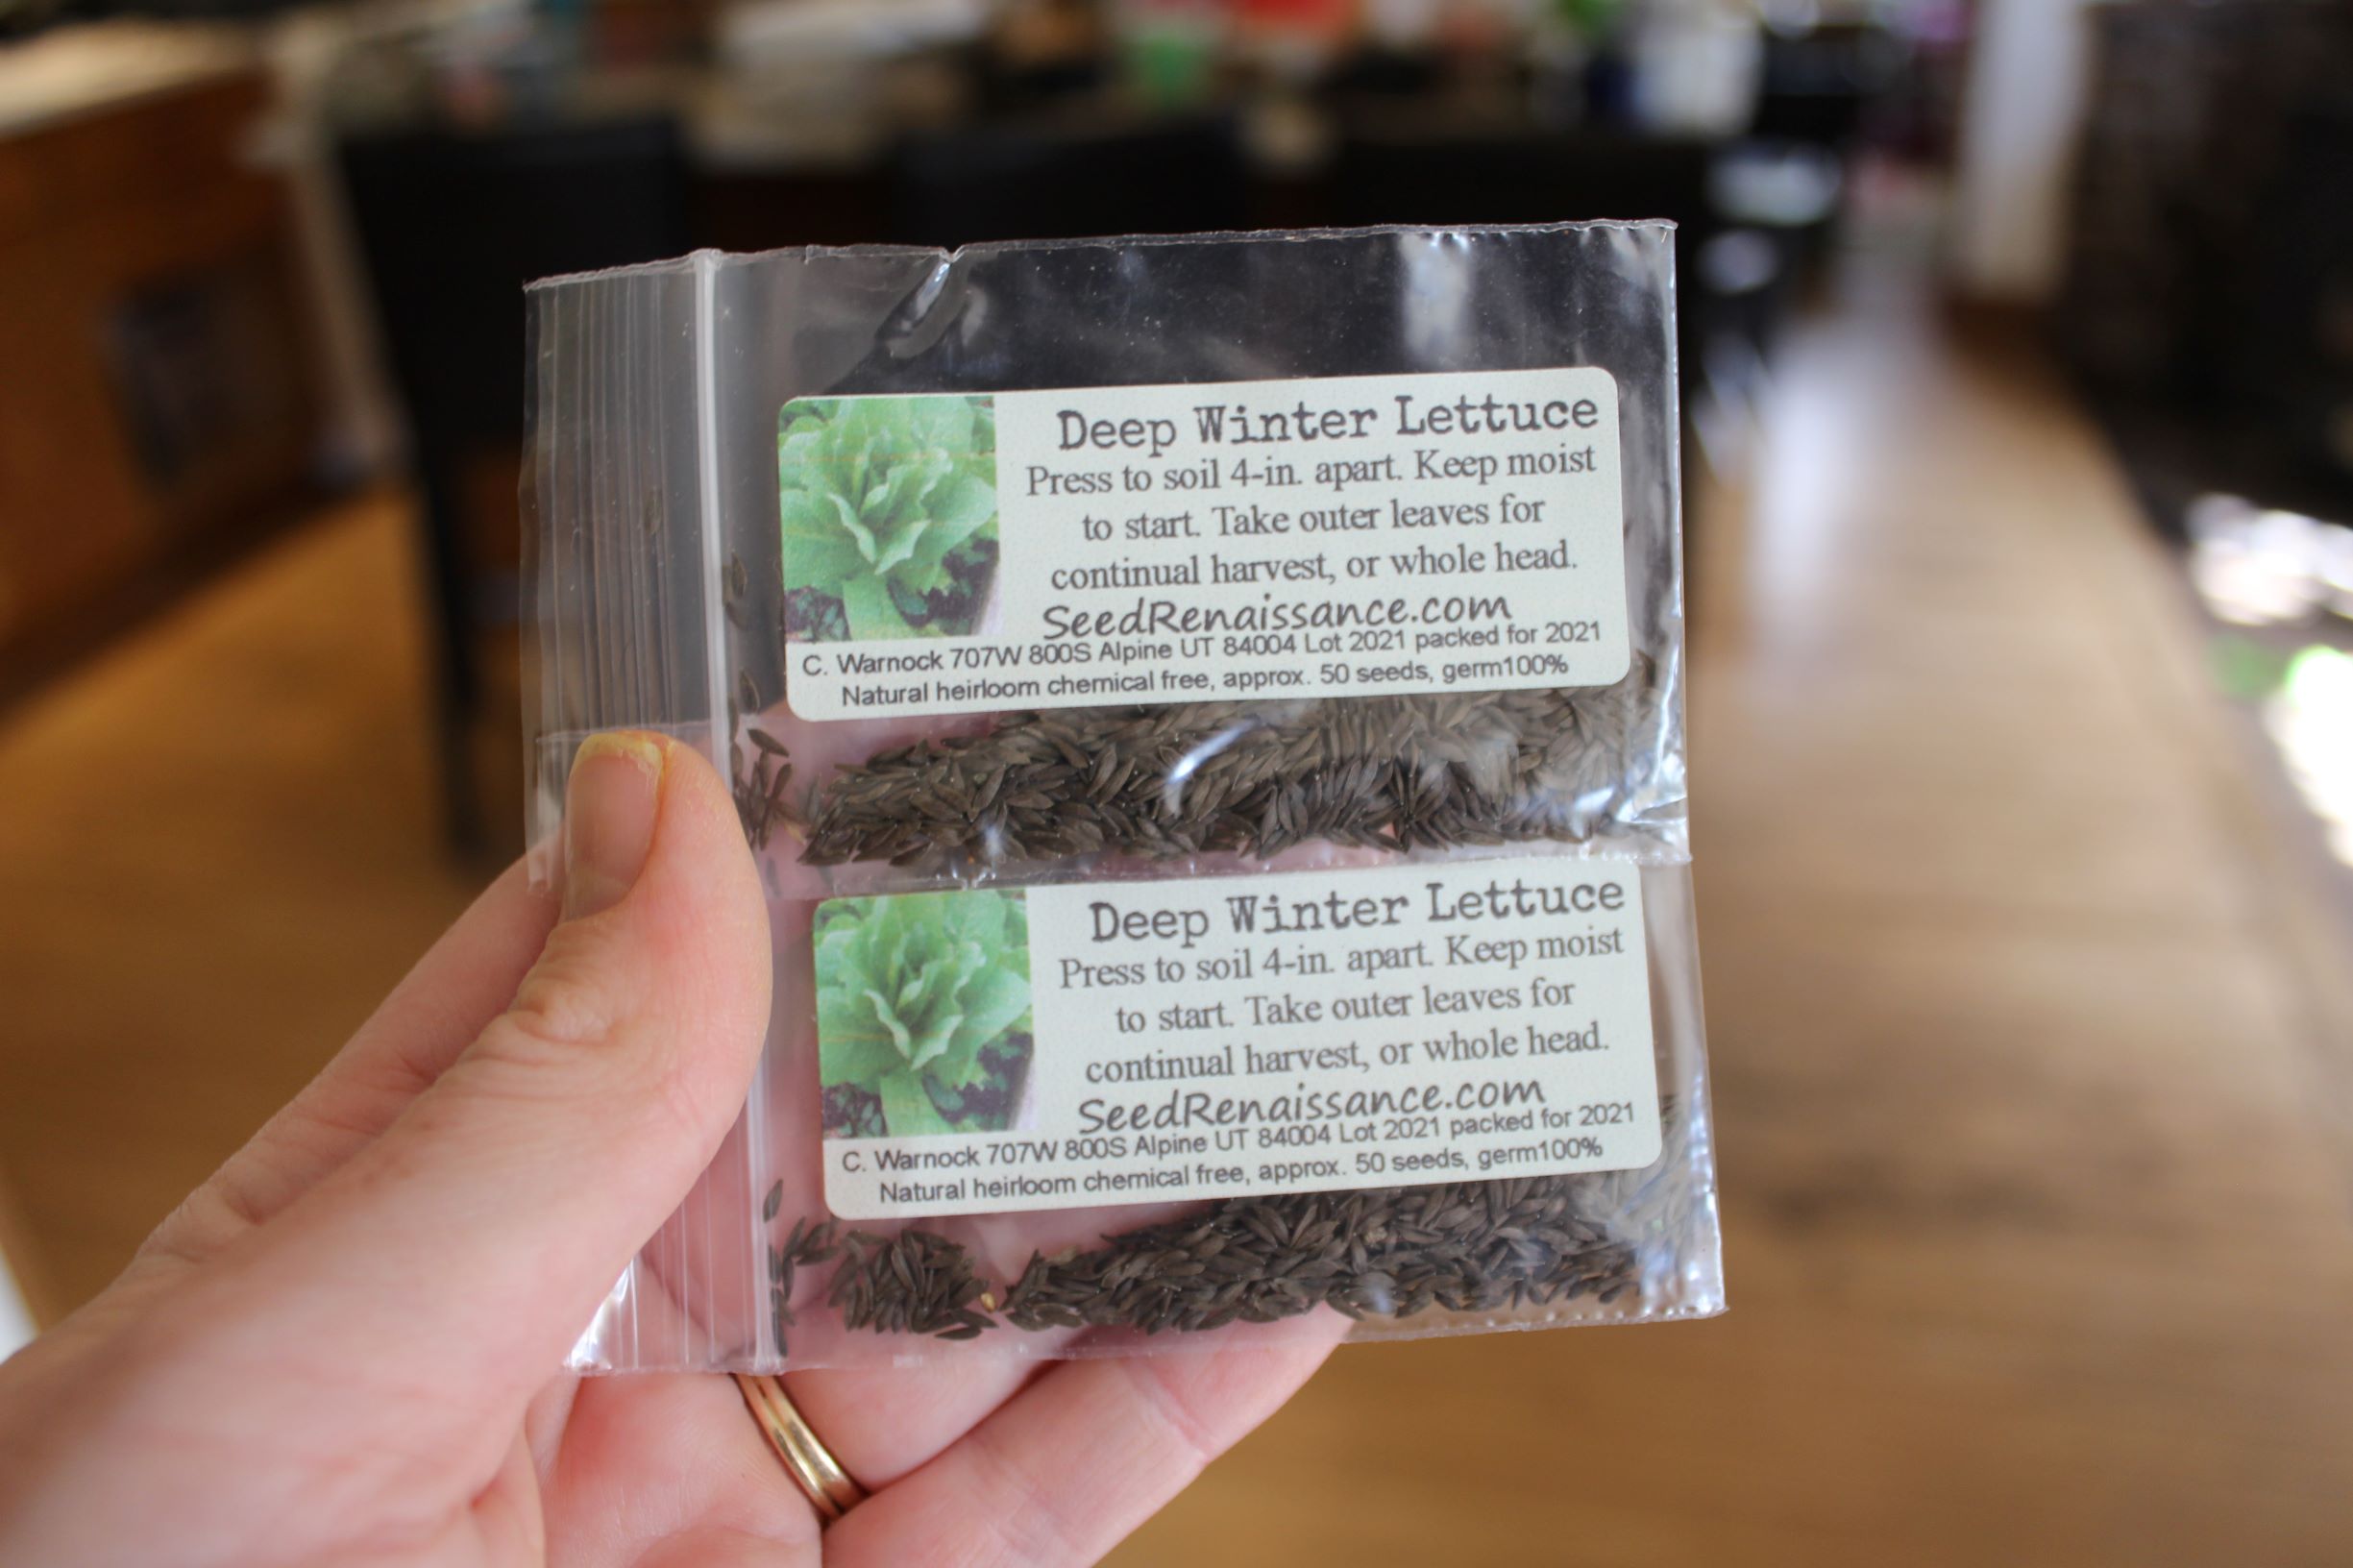 Deep Winter Lettuce
Press to soil 4-in. apart. Keep moist
to start. Take outer leaves for
continual harvest, or whole head.
SeedRenaissance.com
C. Warnock 707W 800S Alpine UT 84004 Lot 2021 packed for 2021
Natural heirloom chemical free, approx. 50 seeds, germ100%
Deep Winter Lettuce
Press to soil 4-in. apart. Keep moist
to start. Take outer leaves for
continual harvest, or whole head.
SeedRenaissance.com
C. Warnock 707W 800S Alpine UT 84004 Lot 2021 packed for 2021
Natural heirloom chemical free, approx. 50 seeds, germ100%